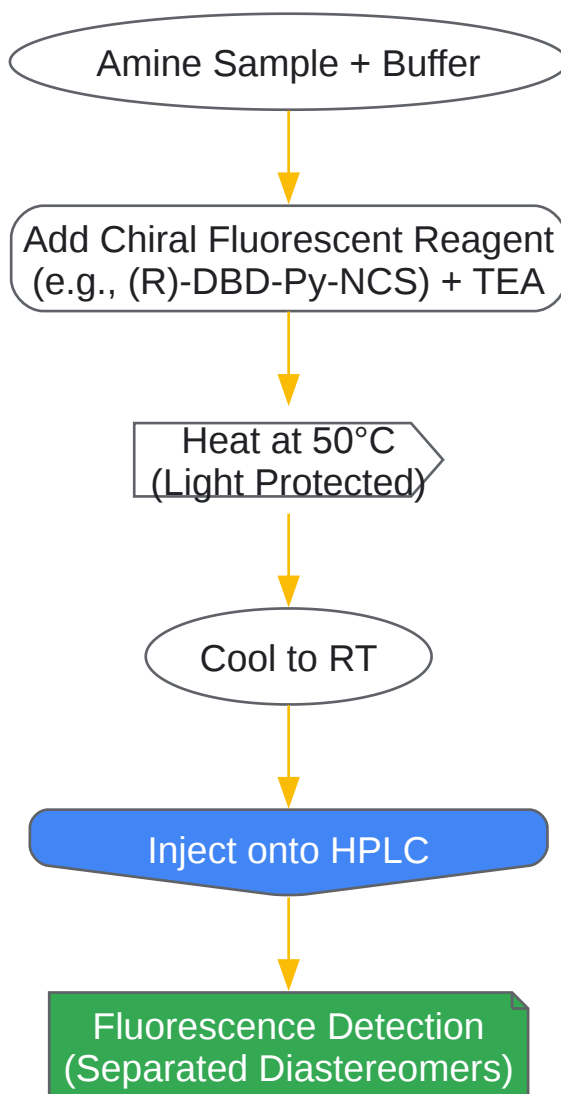 Amine Sample + Buffer
Add Chiral Fluorescent Reagent
(e.g., (R)-DBD-Py-NCS) + TEA
Heat at 50°C
(Light Protected)
Cool to RT
Inject onto HPLC
Fluorescence Detection
(Separated Diastereomers)